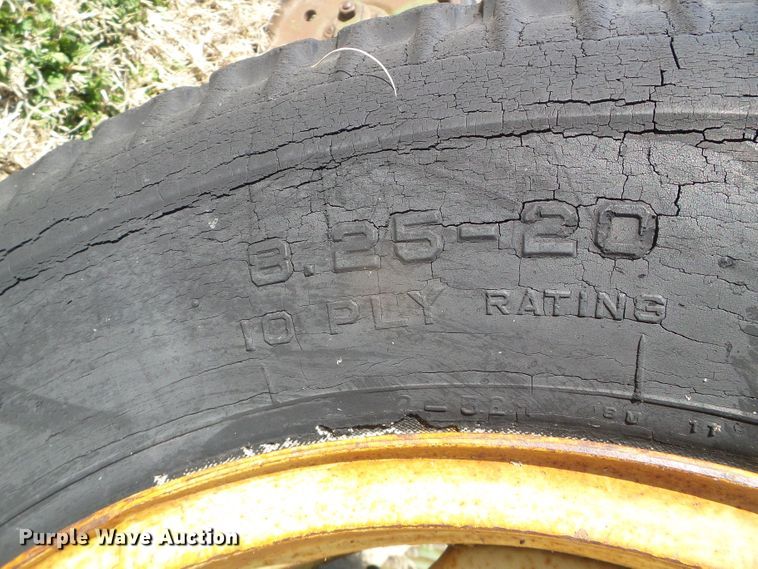 8.25-20
10 PLY RATING
Purple Wave Auction